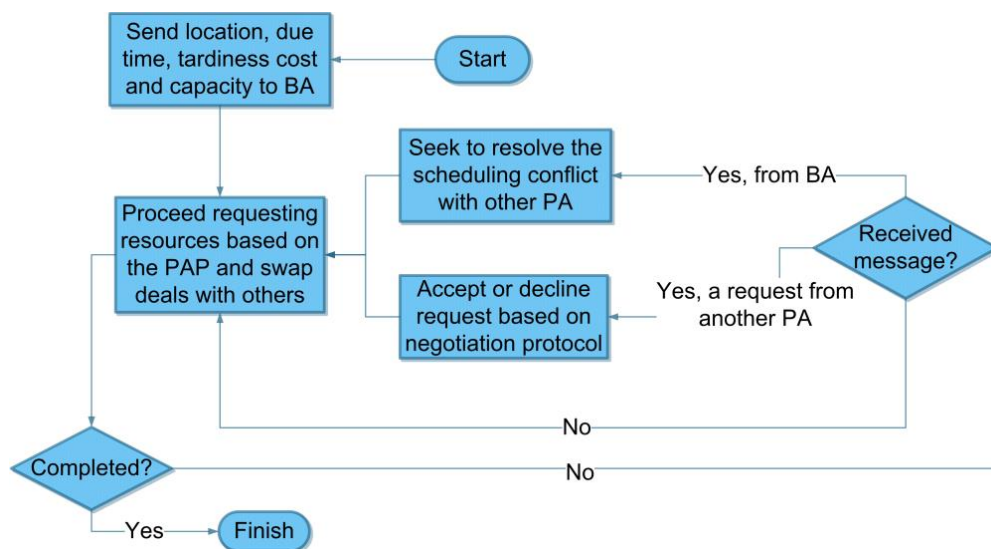 Send location, due
time, tardiness cost
and capacity to BA
Start
Seek to resolve the
scheduling conflict
with other PA
Yes, from BA
Proceed requesting
resources based on
the PAP and swap
deals with others
Received
message?
Accept or decline
request based on
negotiation protocol
Yes, a request from
another PA
No
Completed?
No
Yes
Finish